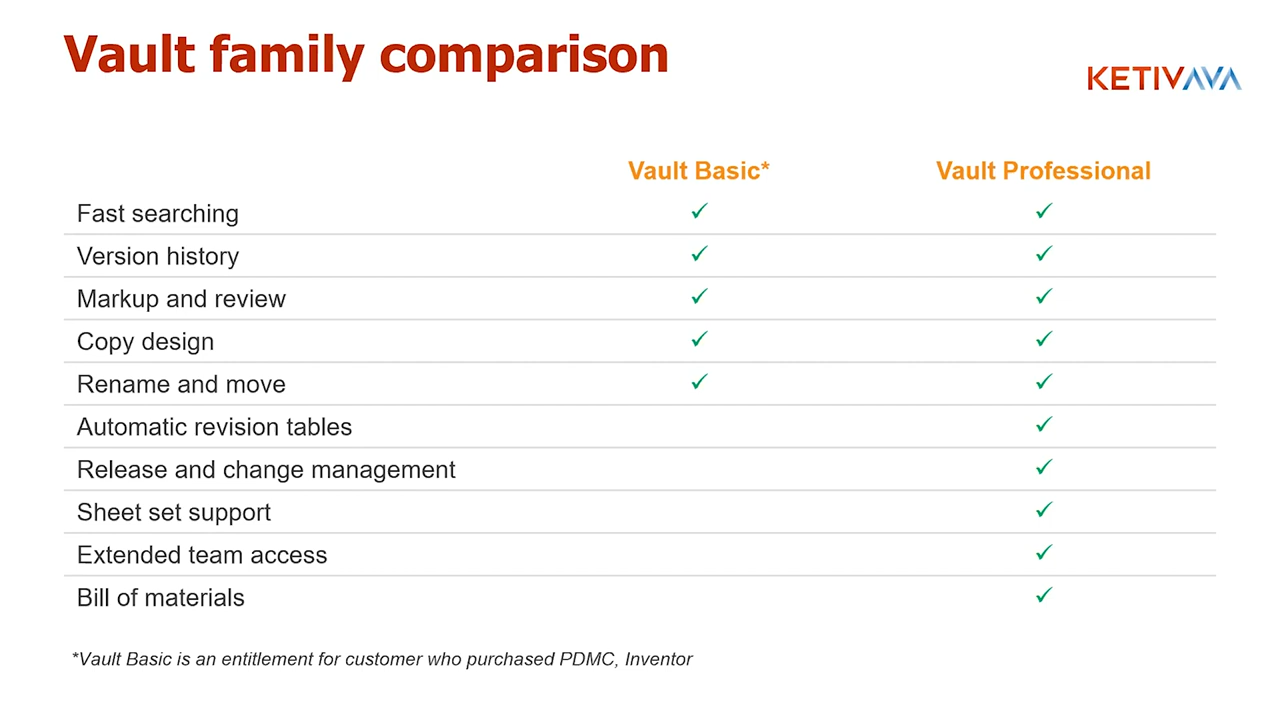 Vault family comparison
KETIVAVA
Vault Basic* Vault Professional
Fast searching ✓ ✓
Version history ✓ ✓
Markup and review ✓ ✓
Copy design ✓ ✓
Rename and move ✓ ✓
Automatic revision tables ✓
Release and change management ✓
Sheet set support ✓
Extended team access ✓
Bill of materials ✓
*Vault Basic is an entitlement for customer who purchased PDMC, Inventor